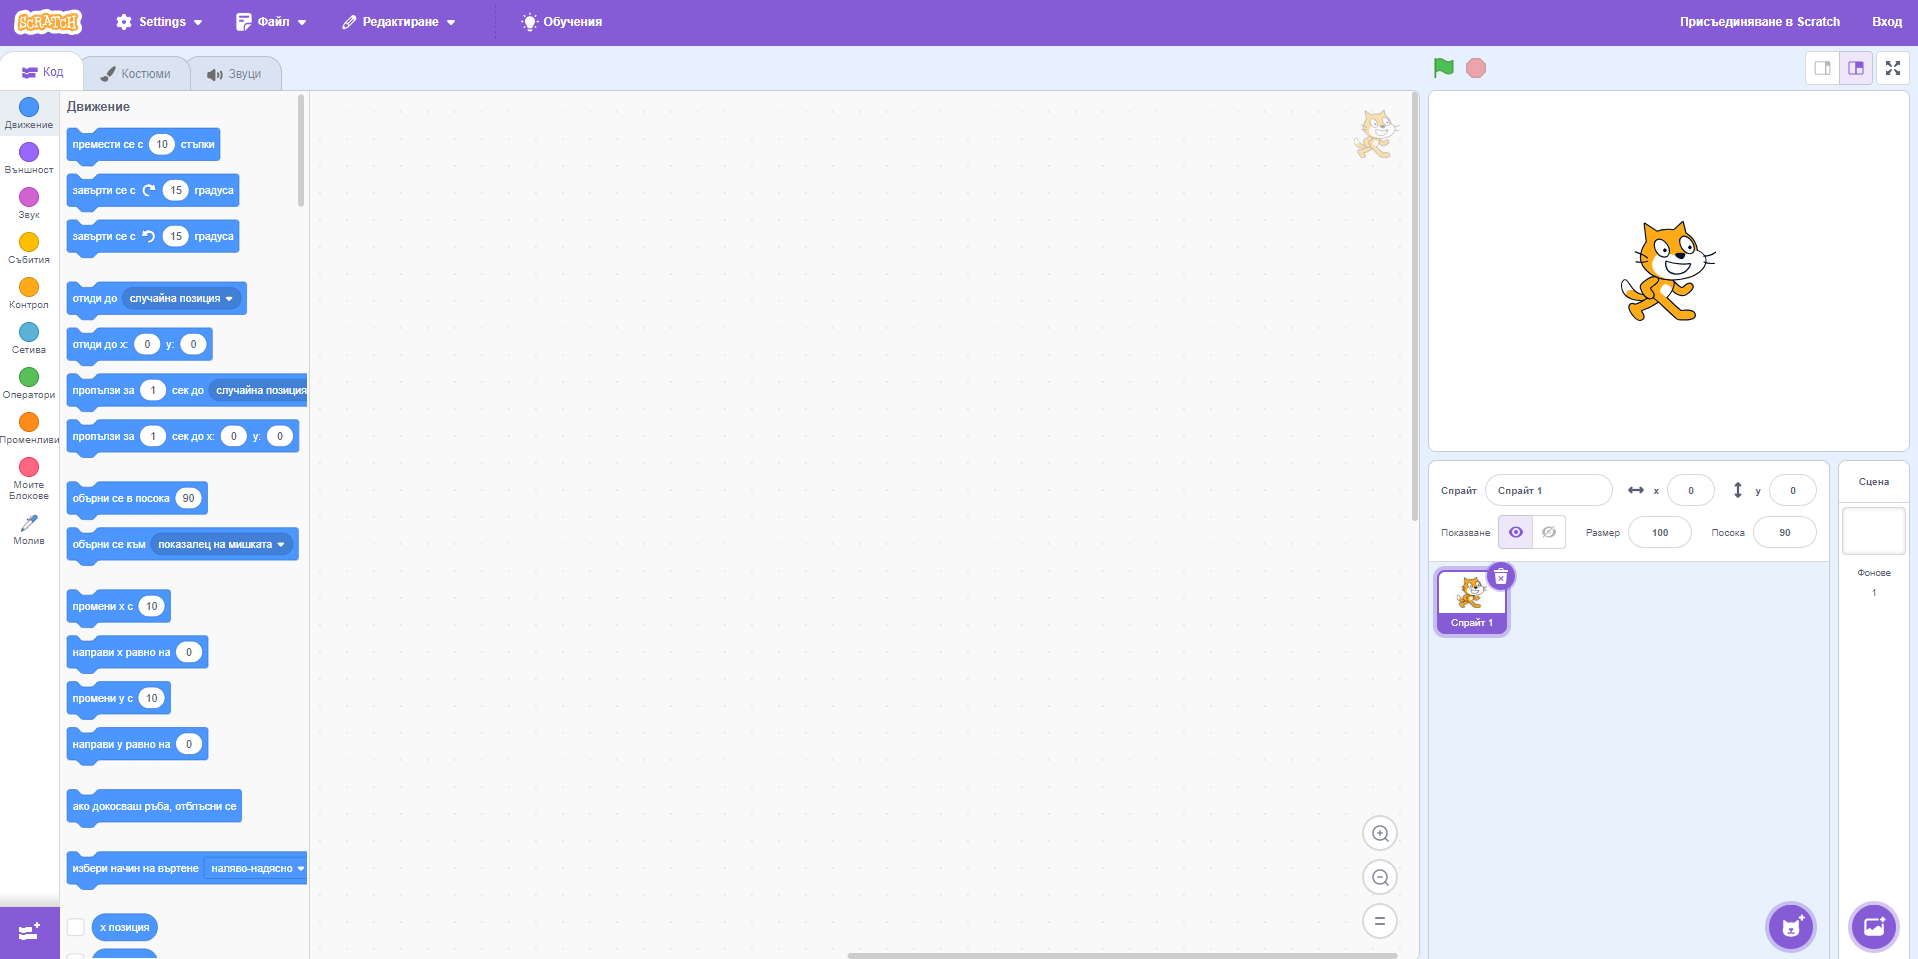 SCRATCH
Settings
Файл
Редактиране
Обучения
Присъединяване в Scratch
Вход
Код
Костюми
Звуци
Движение
Външност
Звук
Събития
Контрол
Сетива
Оператори
Променливи
Моите
Блокове
Молив
Движение
премести се с 10 стъпки
завърти се с 15 градуса
завърти се с 15 градуса
отиди до случайна позиция
отиди до x: 0 y: 0
пропълзи за 1 сек до случайна позиция
пропълзи за 1 сек до x: 0 y: 0
обърни се в посока 90
обърни се към показалец на мишката
промени x с 10
направи x равно на 0
промени y с 10
направи y равно на 0
ако докосваш ръба, отблъсни се
избери начин на въртене наляво-надясно
x позиция
Спрайт Спрайт 1 x 0 y 0
Показване Размер 100 Посока 90
Спрайт 1
Сцена
Фонове
1